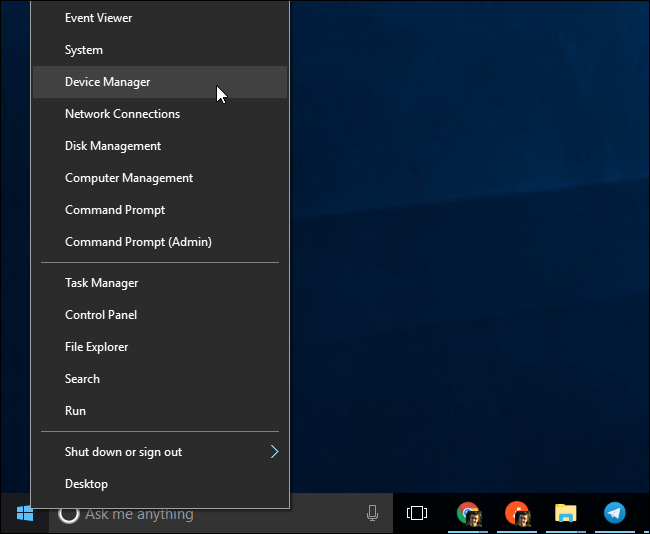 Event Viewer
System
Device Manager
Network Connections
Disk Management
Computer Management
Command Prompt
Command Prompt (Admin)
Task Manager
Control Panel
File Explorer
Search
Run
Shut down or sign out
Desktop
Ask me anything